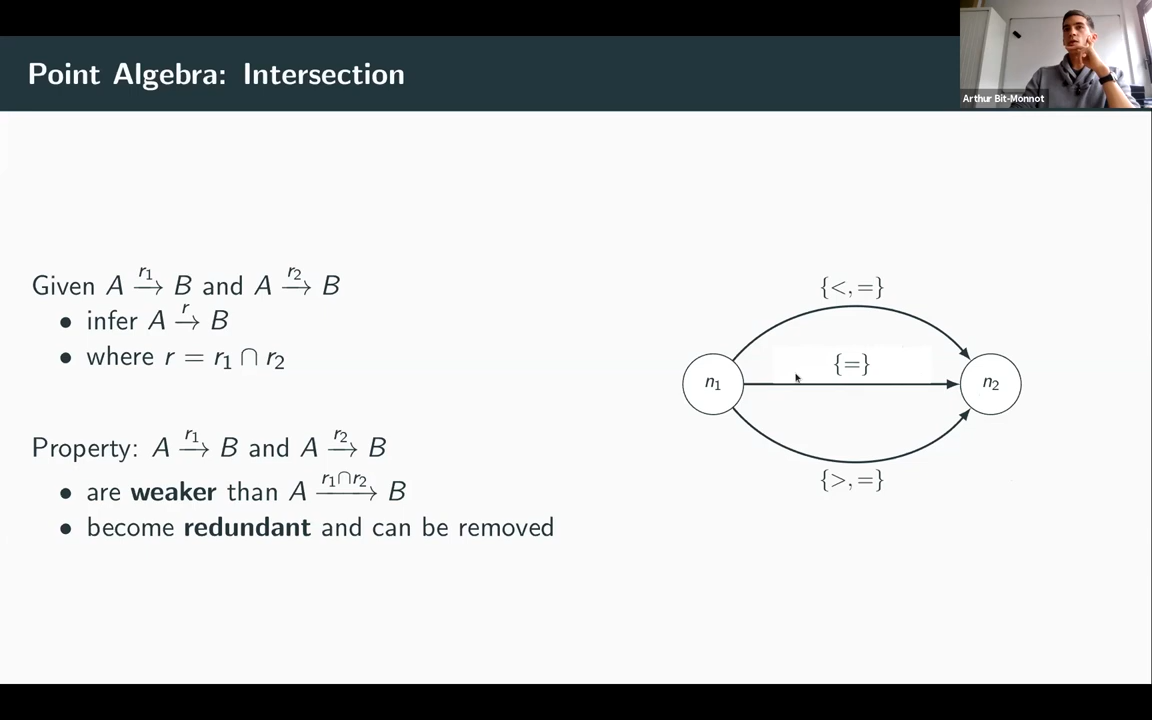 Point Algebra: Intersection
Arthur Bit-Monnot
Given A r₁→ B and A r₂→ B
• infer A r→ B
• where r = r₁ ∩ r₂
Property: A r₁→ B and A r₂→ B
• are weaker than A r₁∩r₂→ B
• become redundant and can be removed
{<, =}
{=}
n₁
n₂
{>, =}